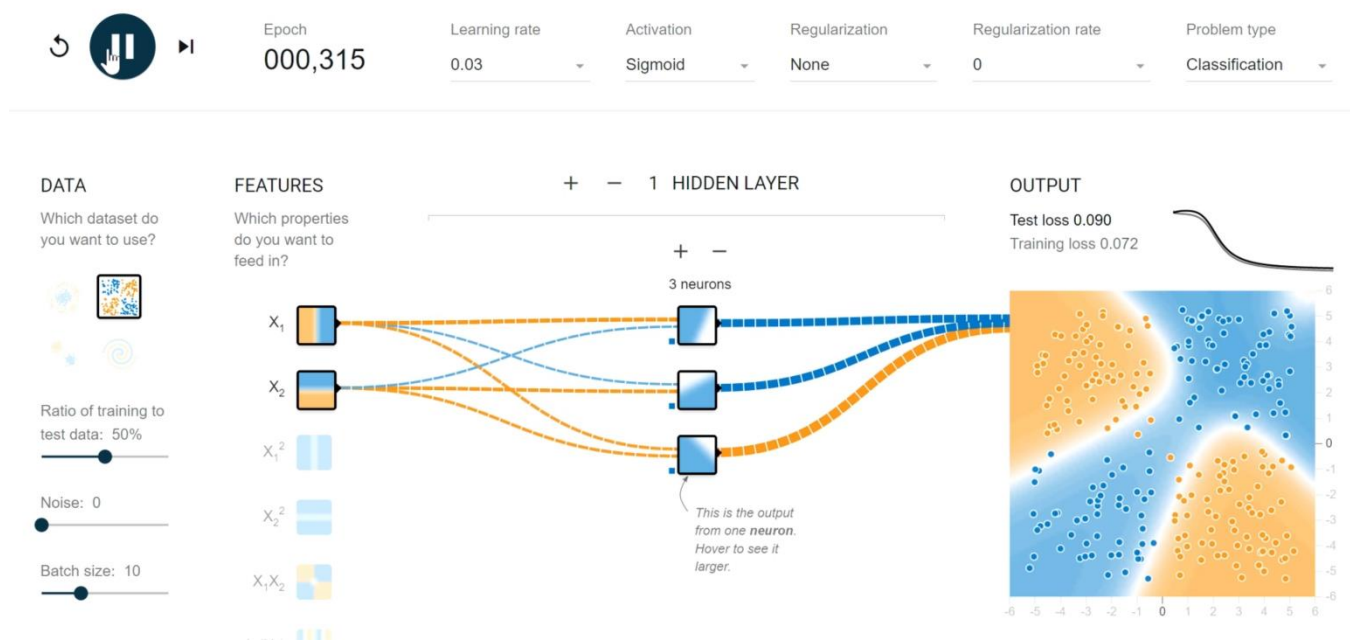 Epoch
000,315
Learning rate
0.03
Activation
Sigmoid
Regularization
None
Regularization rate
0
Problem type
Classification
DATA
Which dataset do
you want to use?
Ratio of training to
test data: 50%
Noise: 0
Batch size: 10
FEATURES
Which properties
do you want to
feed in?
X₁
X₂
X₁²
X₂²
X₁X₂
+ − 1 HIDDEN LAYER
+ −
3 neurons
This is the output
from one neuron.
Hover to see it
larger.
OUTPUT
Test loss 0.090
Training loss 0.072
6
5
4
3
2
1
0
-1
-2
-3
-4
-5
-6
-6 -5 -4 -3 -2 -1 0 1 2 3 4 5 6